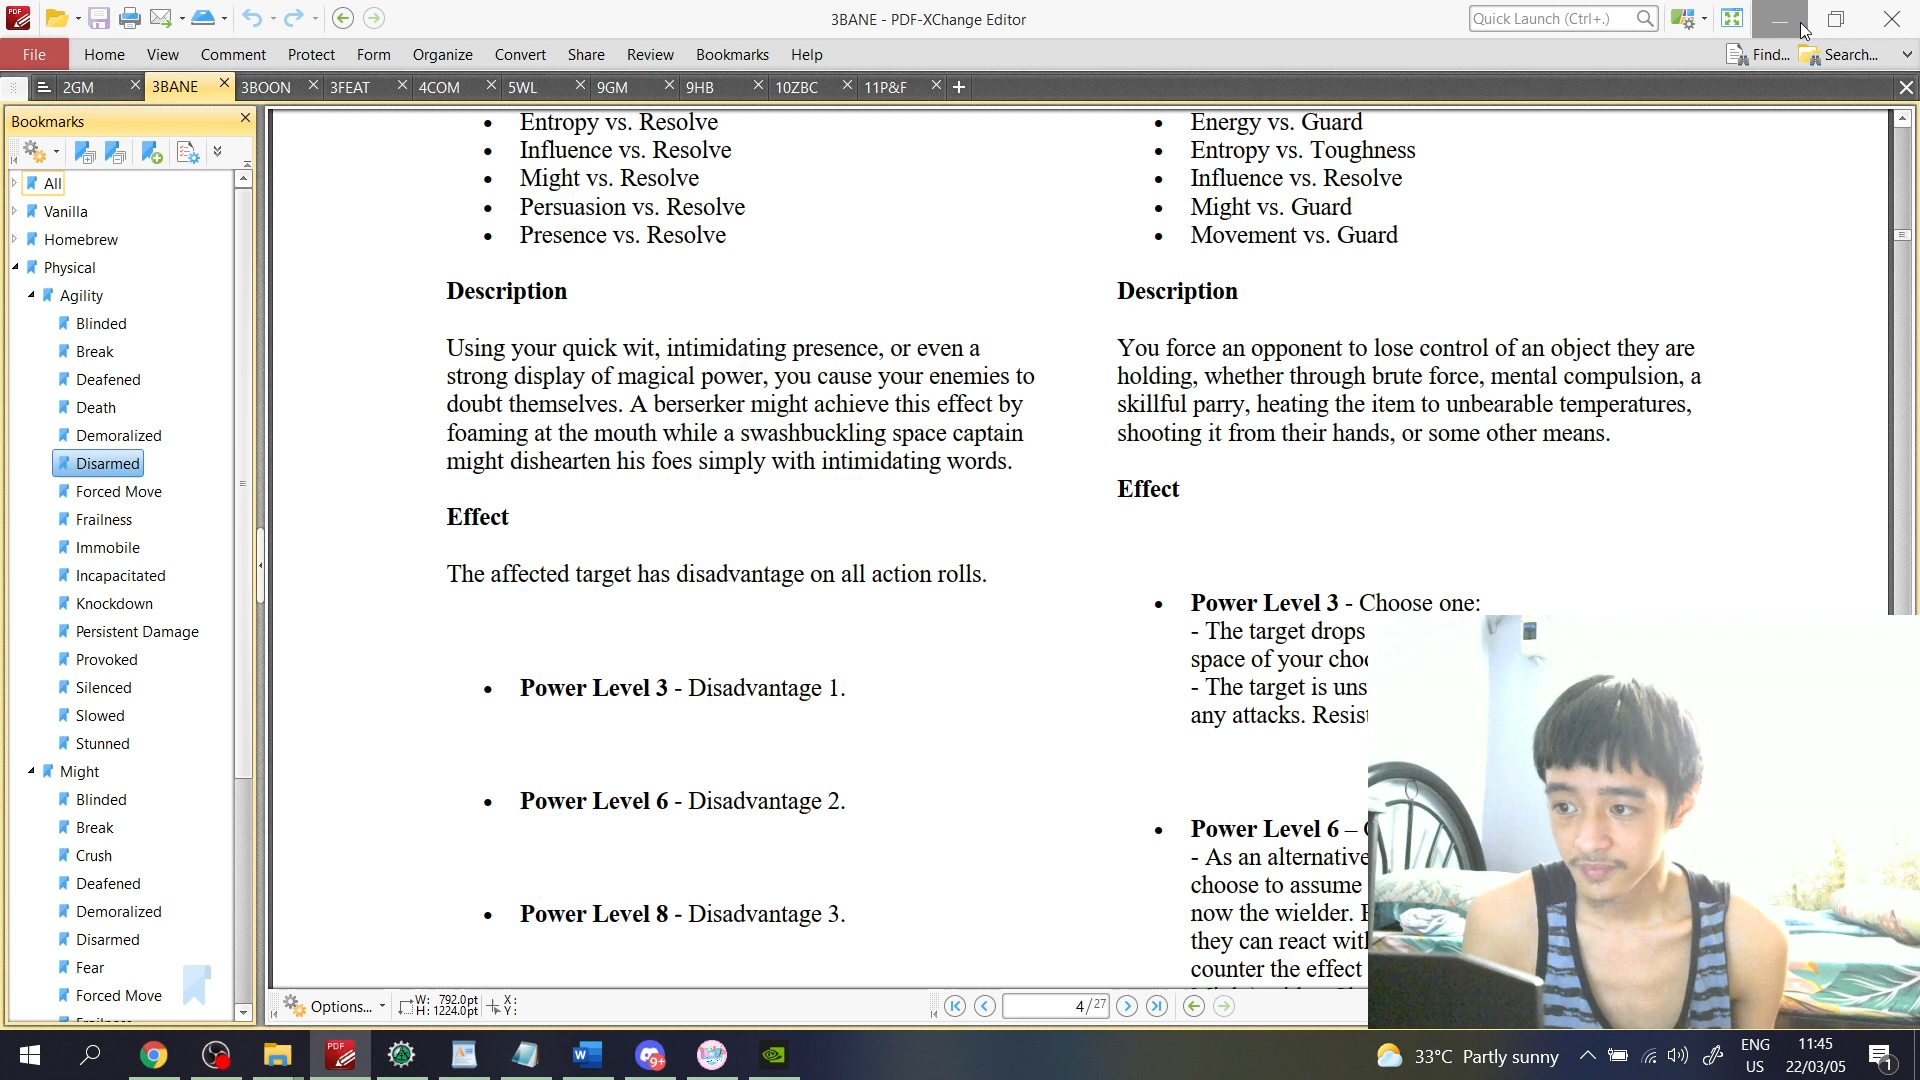 3BANE - PDF-XChange Editor
Quick Launch (Ctrl+.)
File
Home
View
Comment
Protect
Form
Organize
Convert
Share
Review
Bookmarks
Help
Find...
Search...
2GM
3BANE
3BOON
3FEAT
4COM
5WL
9GM
9HB
10ZBC
11P&F
Bookmarks
All
Vanilla
Homebrew
Physical
Agility
Blinded
Break
Deafened
Death
Demoralized
Disarmed
Forced Move
Frailness
Immobile
Incapacitated
Knockdown
Persistent Damage
Provoked
Silenced
Slowed
Stunned
Might
Blinded
Break
Crush
Deafened
Demoralized
Disarmed
Fear
Forced Move
• Entropy vs. Resolve
• Influence vs. Resolve
• Might vs. Resolve
• Persuasion vs. Resolve
• Presence vs. Resolve
Description
Using your quick wit, intimidating presence, or even a
strong display of magical power, you cause your enemies to
doubt themselves. A berserker might achieve this effect by
foaming at the mouth while a swashbuckling space captain
might dishearten his foes simply with intimidating words.
Effect
The affected target has disadvantage on all action rolls.
• Power Level 3 - Disadvantage 1.
• Power Level 6 - Disadvantage 2.
• Power Level 8 - Disadvantage 3.
• Energy vs. Guard
• Entropy vs. Toughness
• Influence vs. Resolve
• Might vs. Guard
• Movement vs. Guard
Description
You force an opponent to lose control of an object they are
holding, whether through brute force, mental compulsion, a
skillful parry, heating the item to unbearable temperatures,
shooting it from their hands, or some other means.
Effect
• Power Level 3 - Choose one:
- The target drops
space of your
- The target is
any attacks.
• Power Level 6 –
- As an alternative
choose to assume
now the wielder.
they can react
counter the effect
Options...
W: 792.0pt
H: 1224.0pt
X:
Y:
4/27
9+
33°C Partly sunny
ENG
US
11:45
22/03/05
1